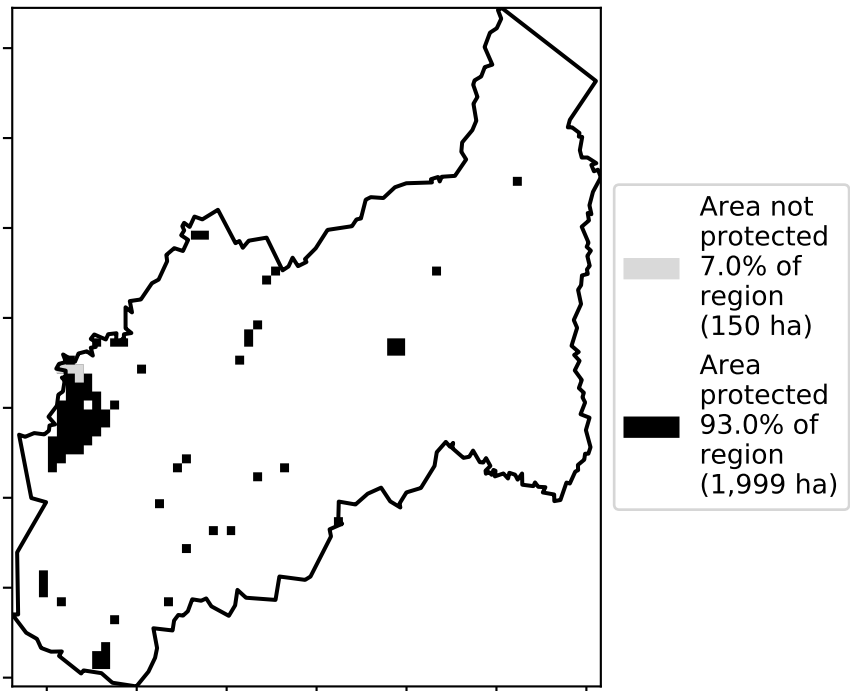 Area not
protected
7.0% of
region
(150 ha)
Area
protected
93.0% of
region
(1,999 ha)